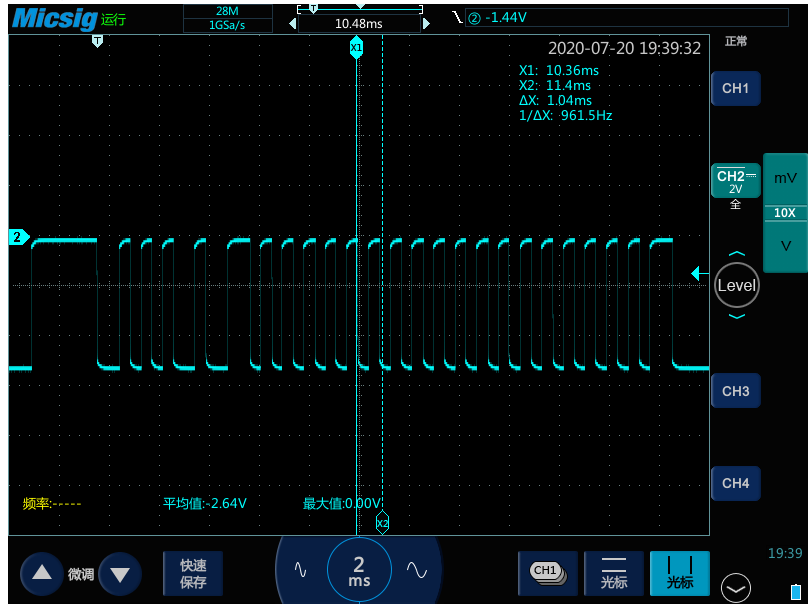 Micsig 运行
28M
1GSa/s
T
10.48ms
② -1.44V
T
X1
2020-07-20 19:39:32
正常
X1: 10.36ms
X2: 11.4ms
ΔX: 1.04ms
1/ΔX: 961.5Hz
CH1
CH2
2V
全
mV
10X
V
2
Level
CH3
CH4
频率:-----
平均值:-2.64V
最大值:0.00V
X2
微调
快速
保存
2
ms
CH1
光标
光标
19:39